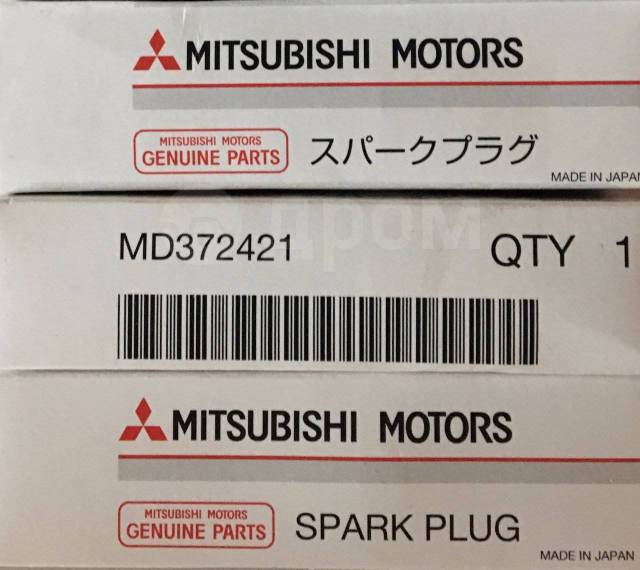 MITSUBISHI MOTORS
MITSUBISHI MOTORS
GENUINE PARTS
スパークプラグ
MADE IN JAPAN
дром
MD372421
QTY 1
MITSUBISHI MOTORS
MITSUBISHI MOTORS
GENUINE PARTS
SPARK PLUG
MADE IN JAPAN